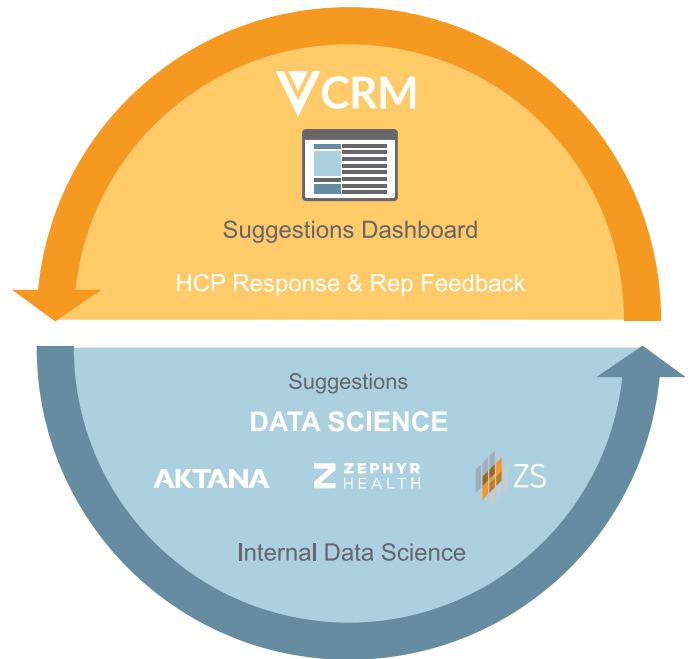 VCRM
Suggestions Dashboard
HCP Response & Rep Feedback
Suggestions
DATA SCIENCE
AKTANA
Z ZEPHYR
HEALTH
ZS
Internal Data Science